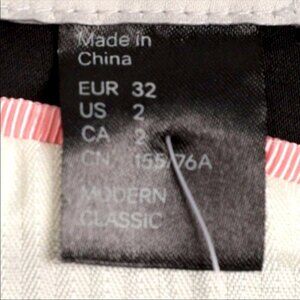 Made in
China
EUR 32
US 2
CA 2
CN 155/76A
MODERN
CLASSIC